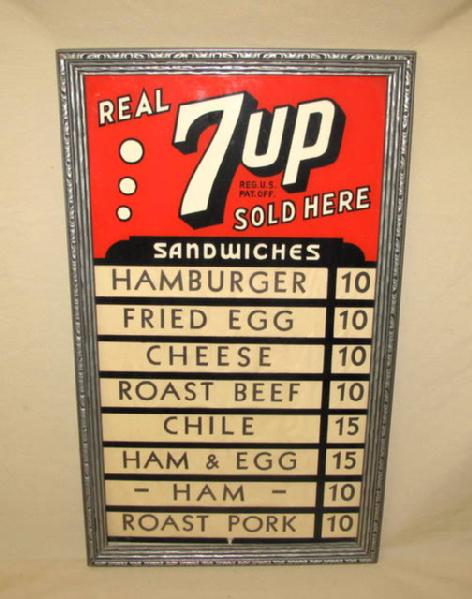 REAL
7UP
REG. U.S.
PAT. OFF.
SOLD HERE
SANDWICHES
HAMBURGER 10
FRIED EGG 10
CHEESE 10
ROAST BEEF 10
CHILE 15
HAM & EGG 15
- HAM - 10
ROAST PORK 10